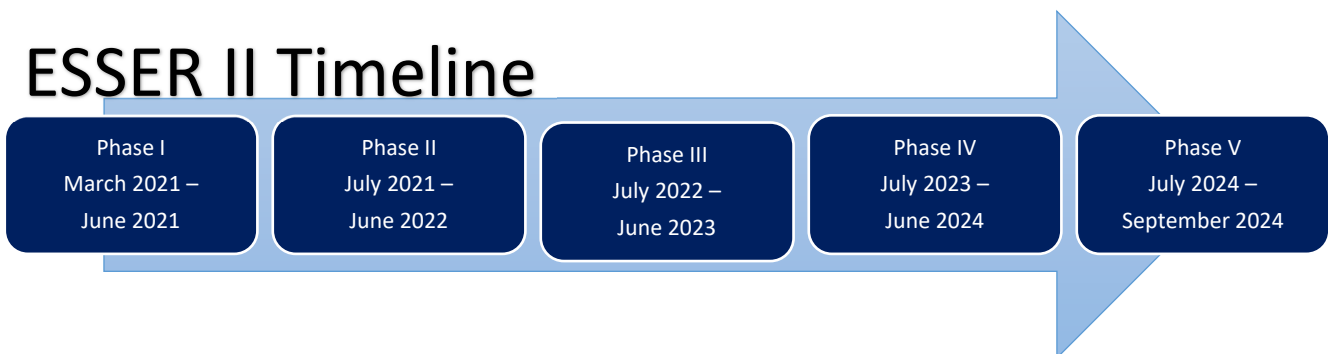 ESSER II Timeline
Phase I
March 2021 –
June 2021
Phase II
July 2021 –
June 2022
Phase III
July 2022 –
June 2023
Phase IV
July 2023 –
June 2024
Phase V
July 2024 –
September 2024